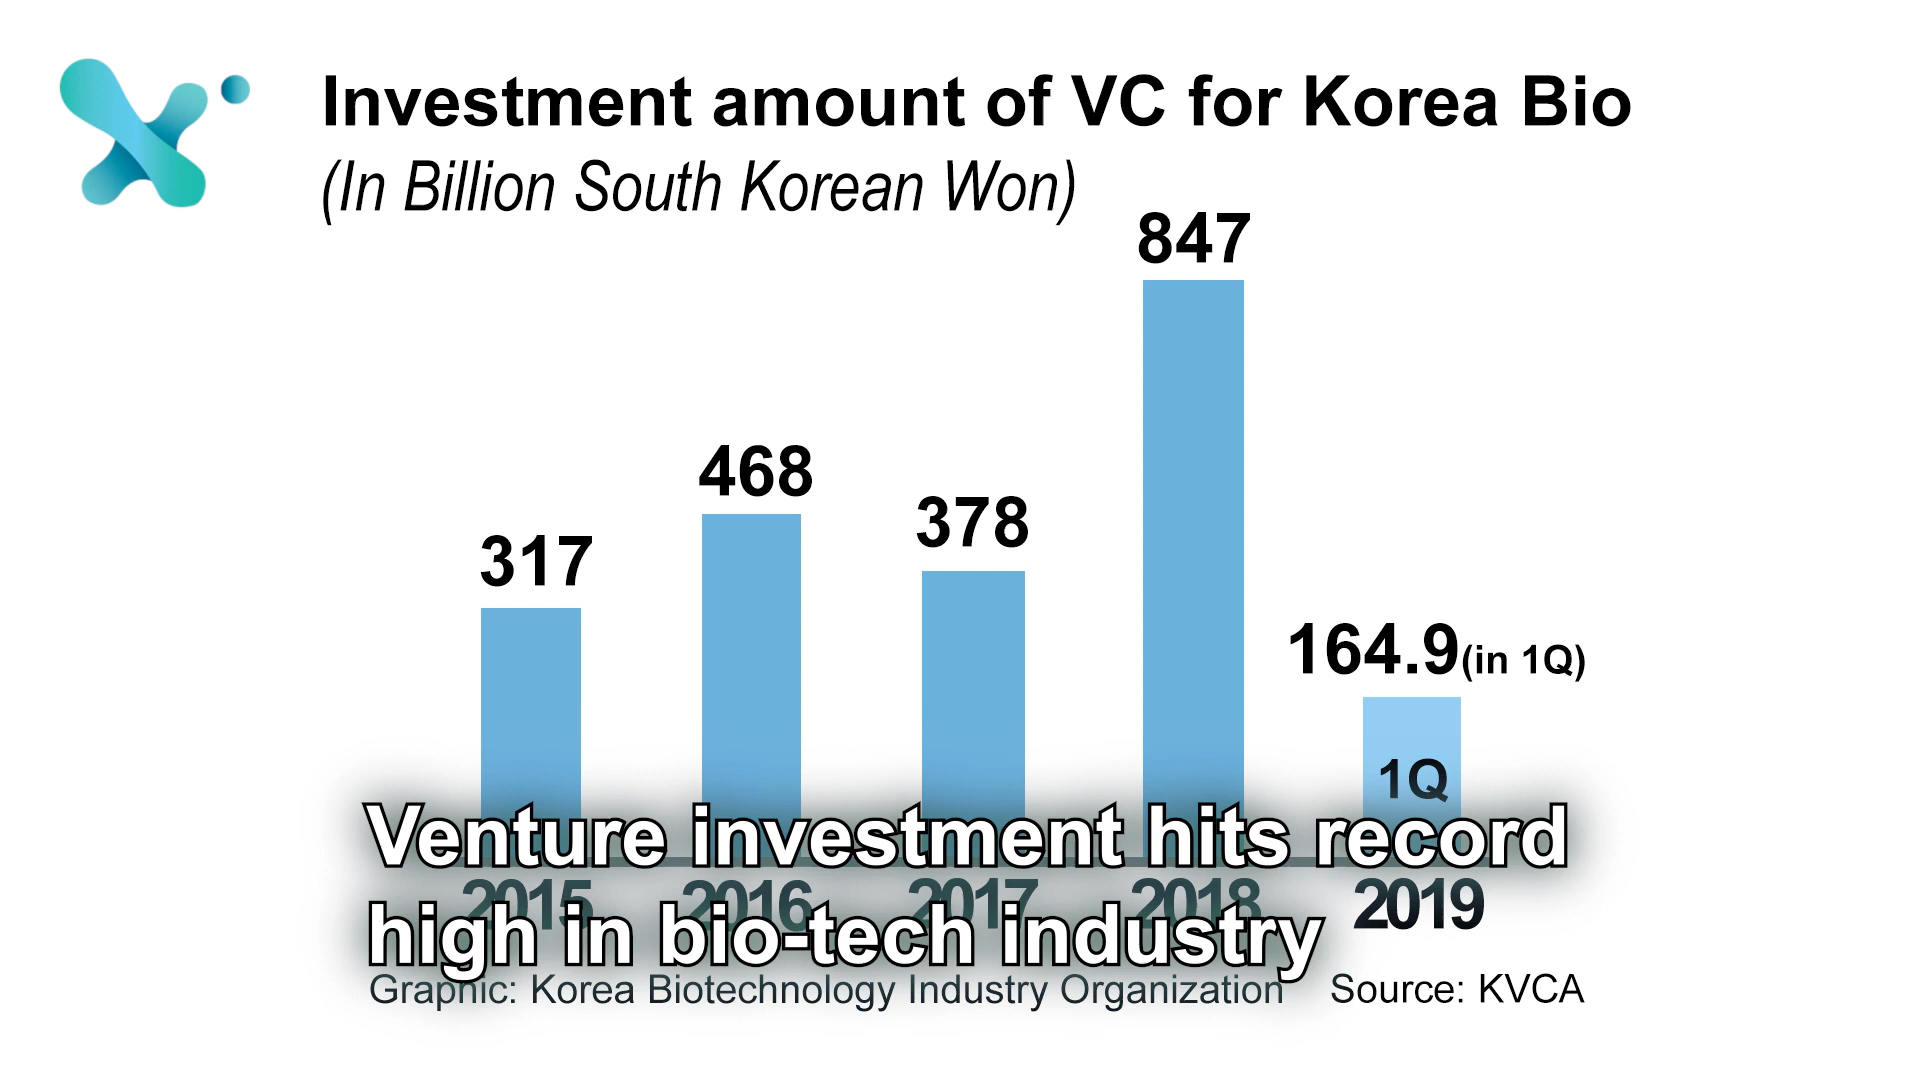 Investment amount of VC for Korea Bio
(In Billion South Korean Won)
847
468
378
317
164.9(in 1Q)
1Q
Venture investment hits record
2015 2016 2017 2018 2019
high in bio-tech industry
Graphic: Korea Biotechnology Industry Organization Source: KVCA